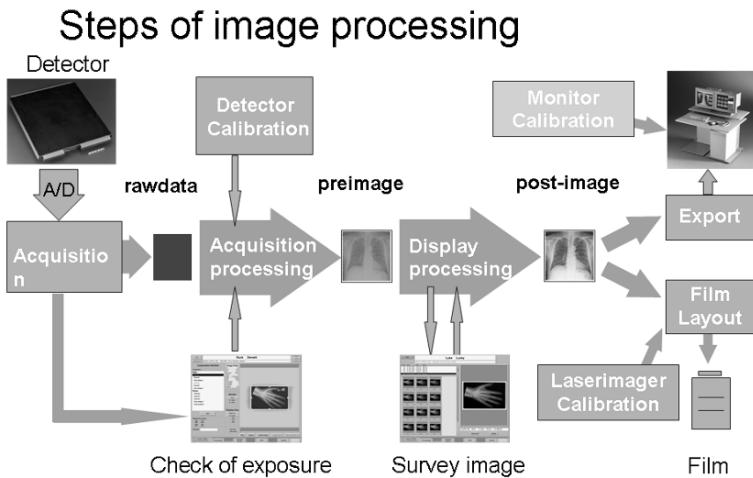 Steps of image processing
Detector
A/D
Acquisitio
n
rawdata
Detector
Calibration
Acquisition
processing
preimage
Display
processing
post-image
Monitor
Calibration
Export
Film
Layout
Laserimager
Calibration
Check of exposure
Survey image
Film